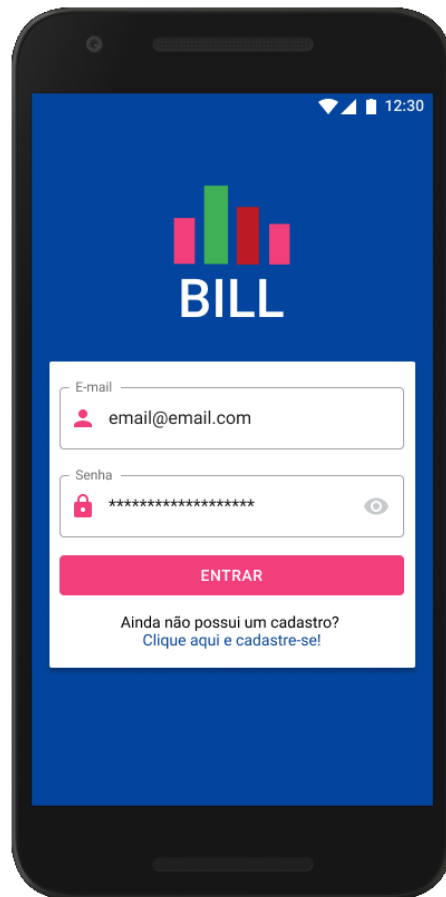 12:30
BILL
E-mail
email@email.com
Senha
*******************
ENTRAR
Ainda não possui um cadastro?
Clique aqui e cadastre-se!